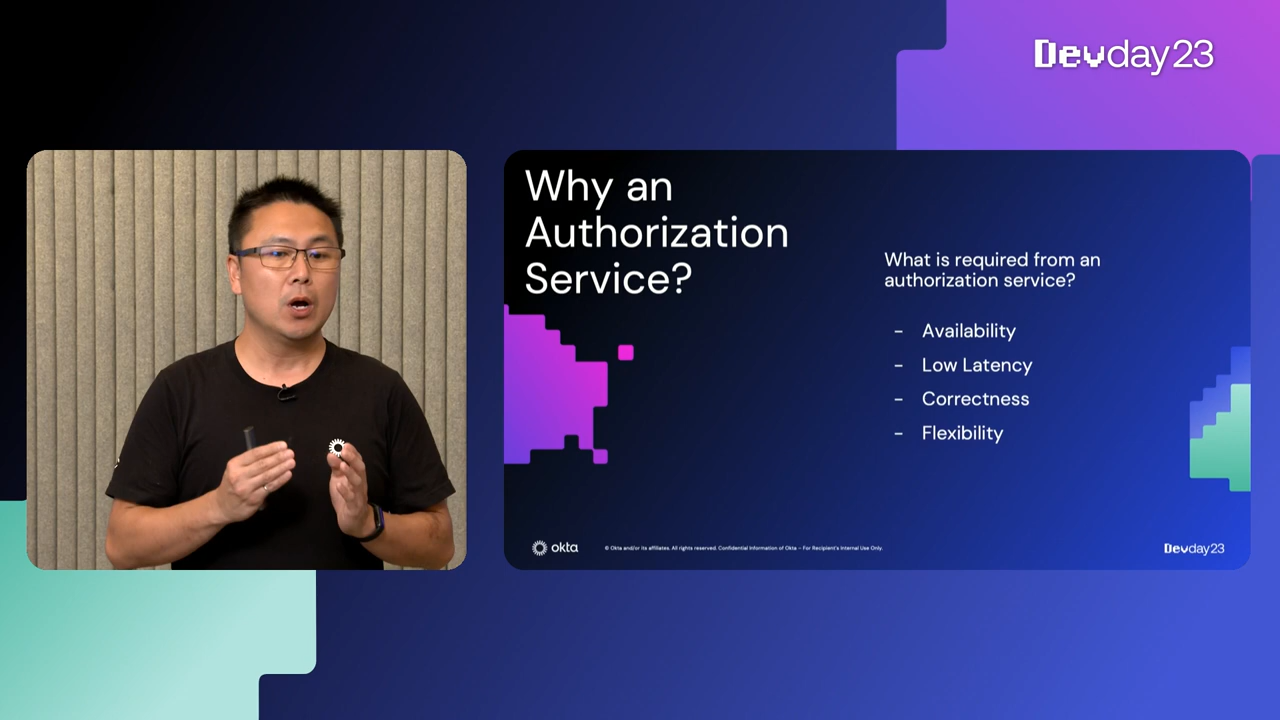 Devday23
Why an
Authorization
Service?
What is required from an
authorization service?
- Availability
- Low Latency
- Correctness
- Flexibility
okta
© Okta and/or its affiliates. All rights reserved. Confidential Information of Okta – For Recipient's Internal Use Only.
Devday23